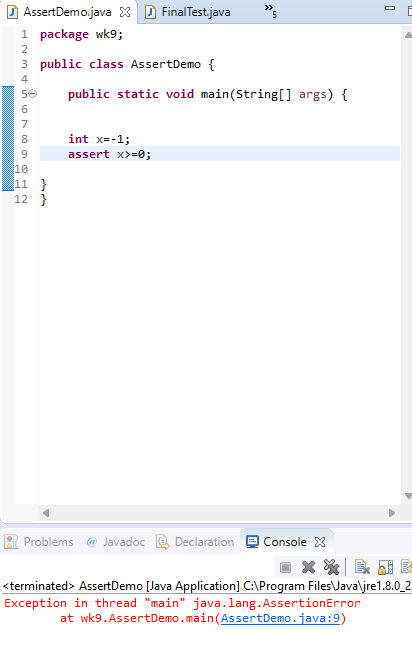 AssertDemo.java FinalTest.java »5
1 package wk9;
2
3 public class AssertDemo {
4
5 public static void main(String[] args) {
6
7
8 int x=-1;
9 assert x>=0;
10
11 }
12 }
Problems @ Javadoc Declaration Console
<terminated> AssertDemo [Java Application] C:\Program Files\Java\jre1.8.0_2
Exception in thread "main" java.lang.AssertionError
at wk9.AssertDemo.main(AssertDemo.java:9)